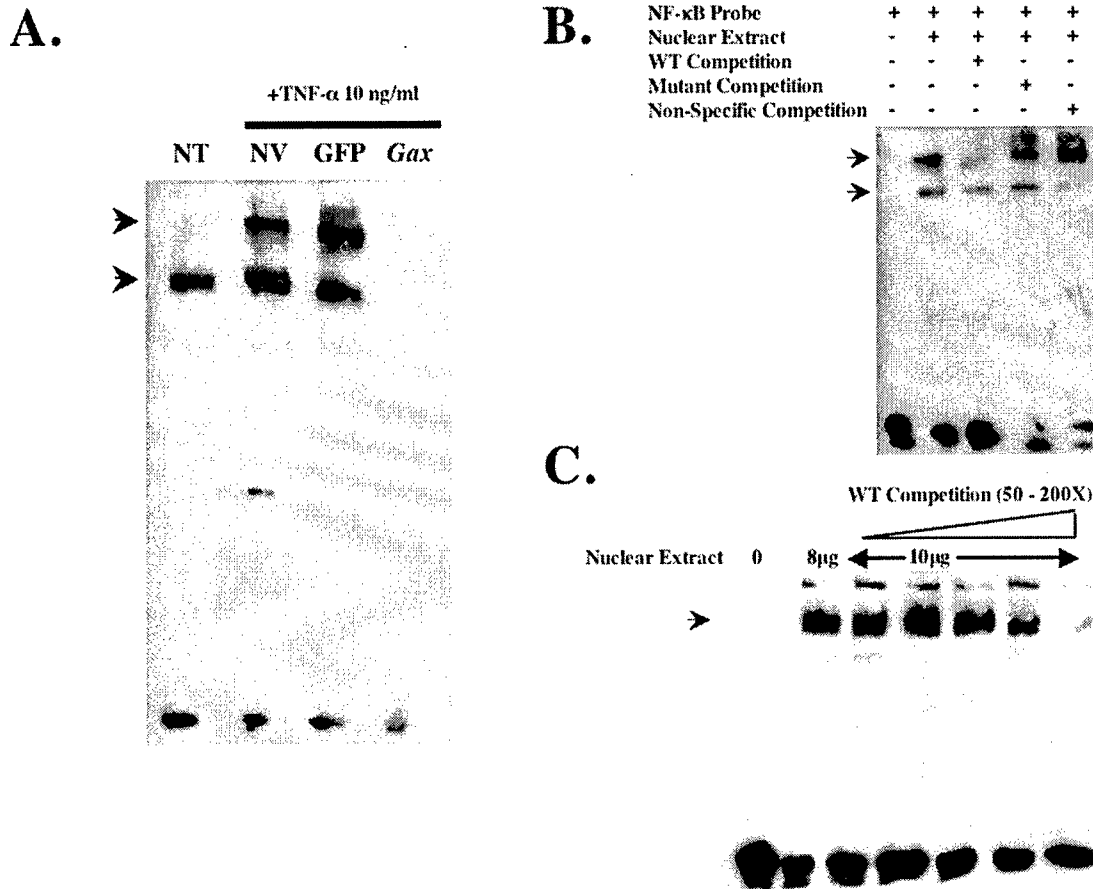 A.
+TNF-α 10 ng/ml
NT NV GFP Gax
B.
NF-κB Probe + + + + +
Nuclear Extract - + + + +
WT Competition - - + - -
Mutant Competition - - - + -
Non-Specific Competition - - - - +
C.
WT Competition (50 - 200X)
Nuclear Extract 0 8µg 10µg